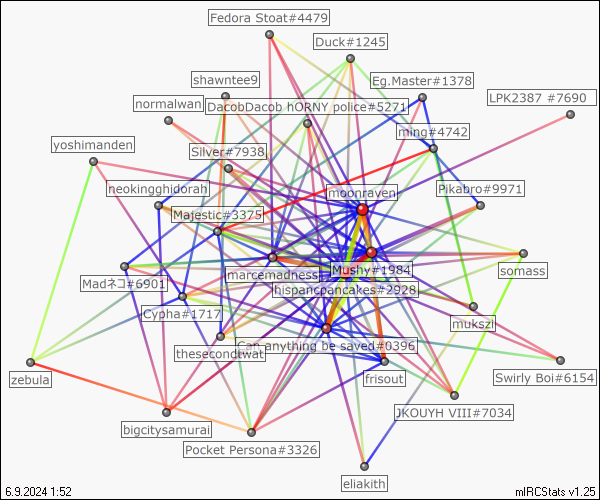 Fedora Stoat#4479
Duck#1245
shawntee9
Eg.Master#1378
LPK2387 #7690
normalwan
DacobDacob hORNY police#5271
ming#4742
yoshimanden
Silver#7938
neokingghidorah
moonraven
Pikabro#9971
Majestic#3375
marcemadness
Mushy#1984
somass
Madネコ#6901
hispancpancakes#2928
Cypha#1717
mukszi
thesecondtwat
Can anything be saved#0396
zebula
frisout
Swirly Boi#6154
JKOUYH VIII#7034
bigcitysamurai
Pocket Persona#3326
eliakith
6.9.2024 1:52
mIRCStats v1.25